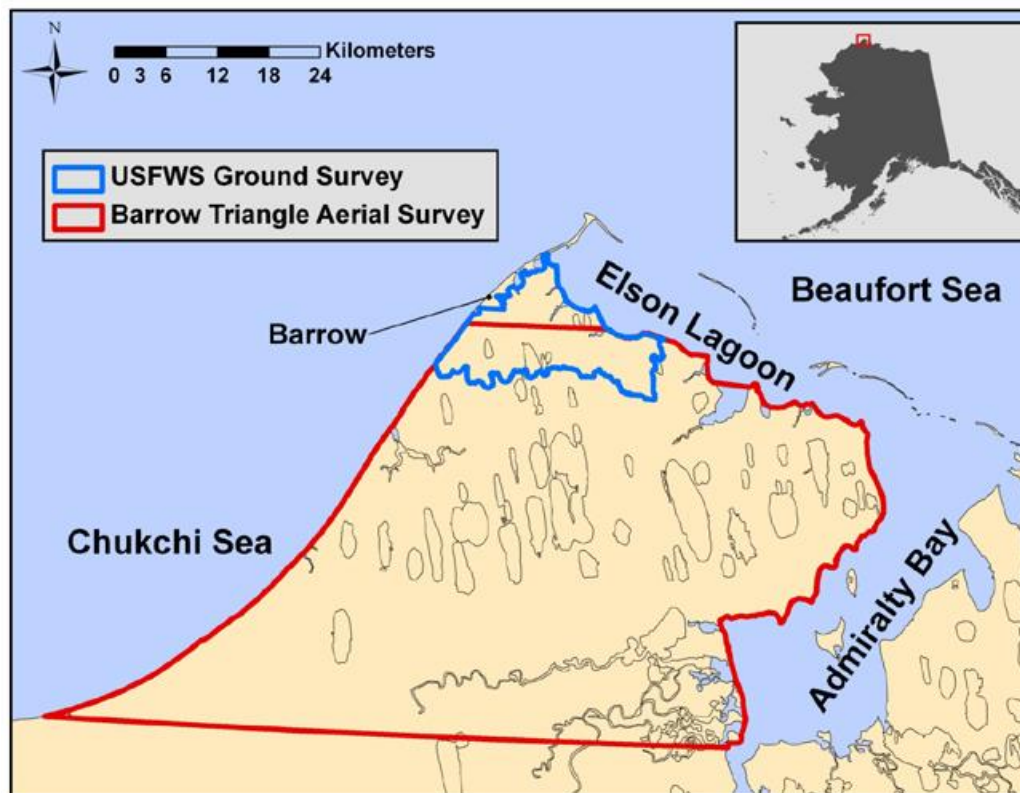 N
Kilometers
0 3 6 12 18 24
USFWS Ground Survey
Barrow Triangle Aerial Survey
Beaufort Sea
Elson Lagoon
Barrow
Chukchi Sea
Admiralty Bay